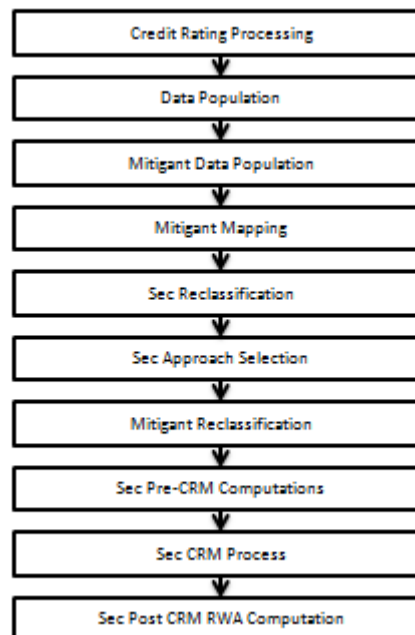 Credit Rating Processing
Data Population
Mitigant Data Population
Mitigant Mapping
Sec Reclassification
Sec Approach Selection
Mitigant Reclassification
Sec Pre-CRM Computations
Sec CRM Process
Sec Post CRM RWA Computation